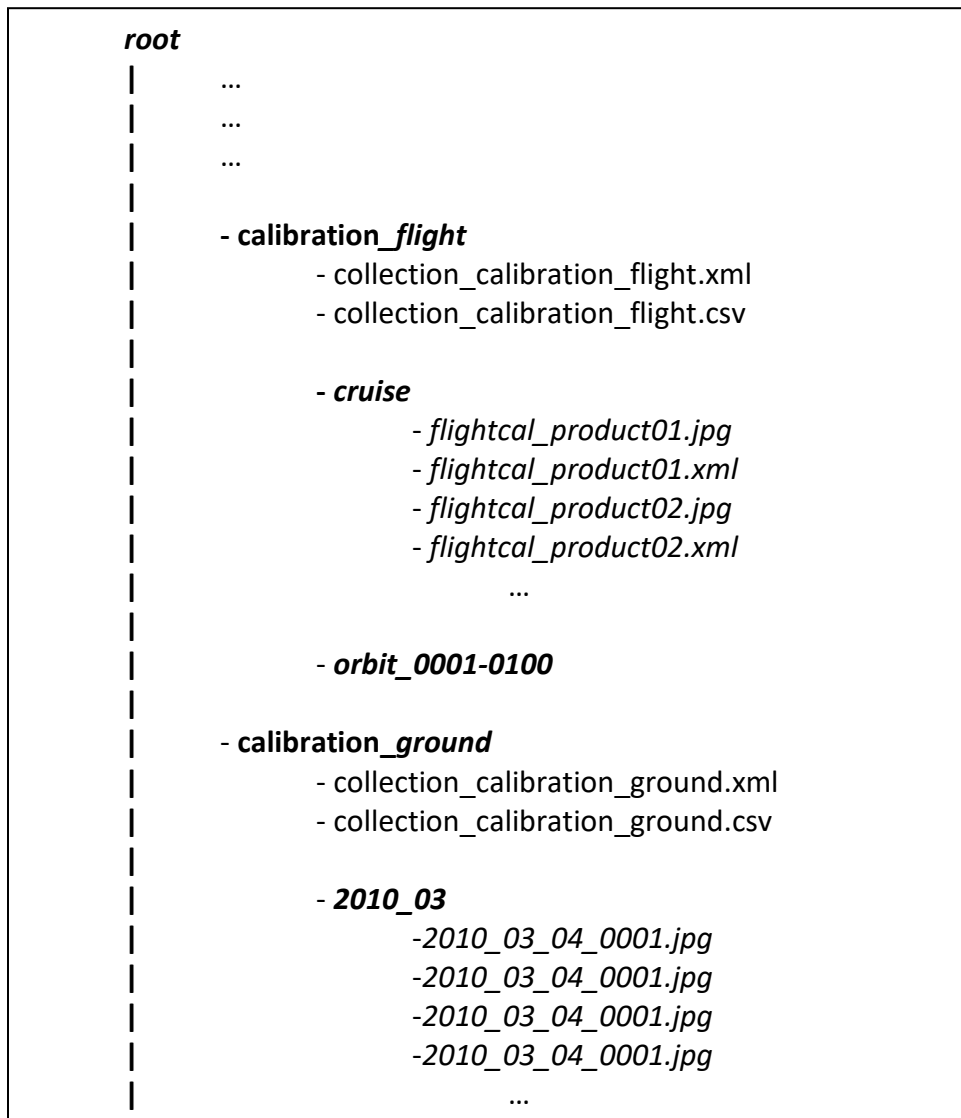 root
| ...
| ...
| ...
|
| - calibration_flight
| - collection_calibration_flight.xml
| - collection_calibration_flight.csv
|
| - cruise
| - flightcal_product01.jpg
| - flightcal_product01.xml
| - flightcal_product02.jpg
| - flightcal_product02.xml
| ...
|
| - orbit_0001-0100
|
| - calibration_ground
| - collection_calibration_ground.xml
| - collection_calibration_ground.csv
|
| - 2010_03
| -2010_03_04_0001.jpg
| -2010_03_04_0001.jpg
| -2010_03_04_0001.jpg
| -2010_03_04_0001.jpg
| ...